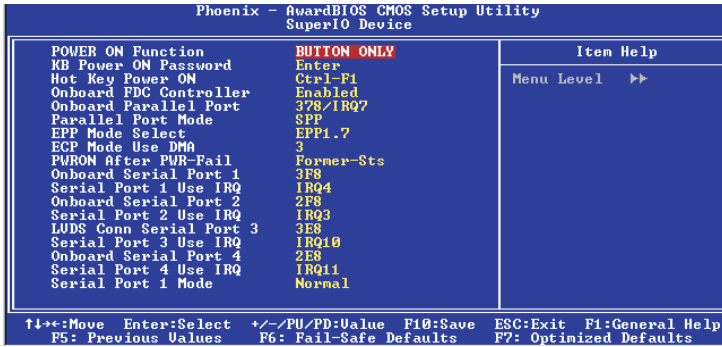 Phoenix - AwardBIOS CMOS Setup Utility
SuperIO Device
POWER ON Function BUTTON ONLY
KB Power ON Password Enter
Hot Key Power ON Ctrl-F1
Onboard FDC Controller Enabled
Onboard Parallel Port 378/IRQ7
Parallel Port Mode SPP
EPP Mode Select EPP1.7
ECP Mode Use DMA 3
PWRON After PWR-Fail Former-Sts
Onboard Serial Port 1 3F8
Serial Port 1 Use IRQ IRQ4
Onboard Serial Port 2 2F8
Serial Port 2 Use IRQ IRQ3
LVDS Conn Serial Port 3 3E8
Serial Port 3 Use IRQ IRQ10
Onboard Serial Port 4 2E8
Serial Port 4 Use IRQ IRQ11
Serial Port 1 Mode Normal
Item Help
Menu Level ▸▸
↑↓→←:Move Enter:Select +/-/PU/PD:Value F10:Save ESC:Exit F1:General Help
F5: Previous Values F6: Fail-Safe Defaults F7: Optimized Defaults